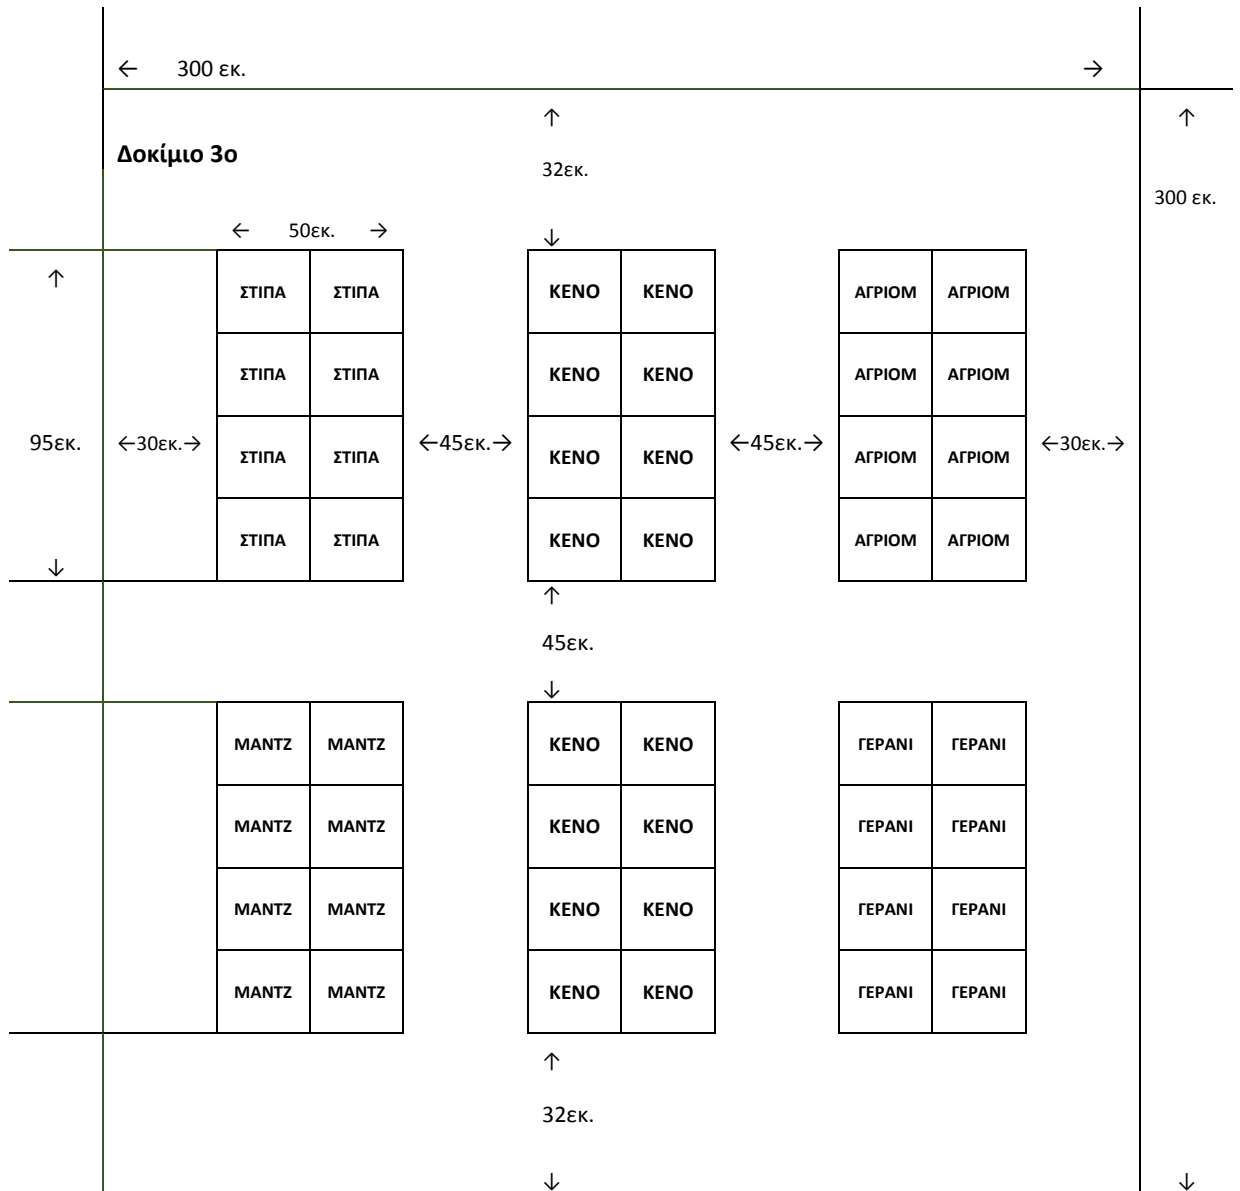 ← 300 εκ. →
↑ ↑
Δοκίμιο 3ο
32εκ.
300 εκ.
← 50εκ. → ↓
↑ ΣΤΙΠΑ ΣΤΙΠΑ ΚΕΝΟ ΚΕΝΟ ΑΓΡΙΟΜ ΑΓΡΙΟΜ
ΣΤΙΠΑ ΣΤΙΠΑ ΚΕΝΟ ΚΕΝΟ ΑΓΡΙΟΜ ΑΓΡΙΟΜ
95εκ. ←30εκ.→ ΣΤΙΠΑ ΣΤΙΠΑ ←45εκ.→ ΚΕΝΟ ΚΕΝΟ ←45εκ.→ ΑΓΡΙΟΜ ΑΓΡΙΟΜ ←30εκ.→
↓ ΣΤΙΠΑ ΣΤΙΠΑ ΚΕΝΟ ΚΕΝΟ ΑΓΡΙΟΜ ΑΓΡΙΟΜ
↑
45εκ.
↓
ΜΑΝΤΖ ΜΑΝΤΖ ΚΕΝΟ ΚΕΝΟ ΓΕΡΑΝΙ ΓΕΡΑΝΙ
ΜΑΝΤΖ ΜΑΝΤΖ ΚΕΝΟ ΚΕΝΟ ΓΕΡΑΝΙ ΓΕΡΑΝΙ
ΜΑΝΤΖ ΜΑΝΤΖ ΚΕΝΟ ΚΕΝΟ ΓΕΡΑΝΙ ΓΕΡΑΝΙ
ΜΑΝΤΖ ΜΑΝΤΖ ΚΕΝΟ ΚΕΝΟ ΓΕΡΑΝΙ ΓΕΡΑΝΙ
↑
32εκ.
↓ ↓